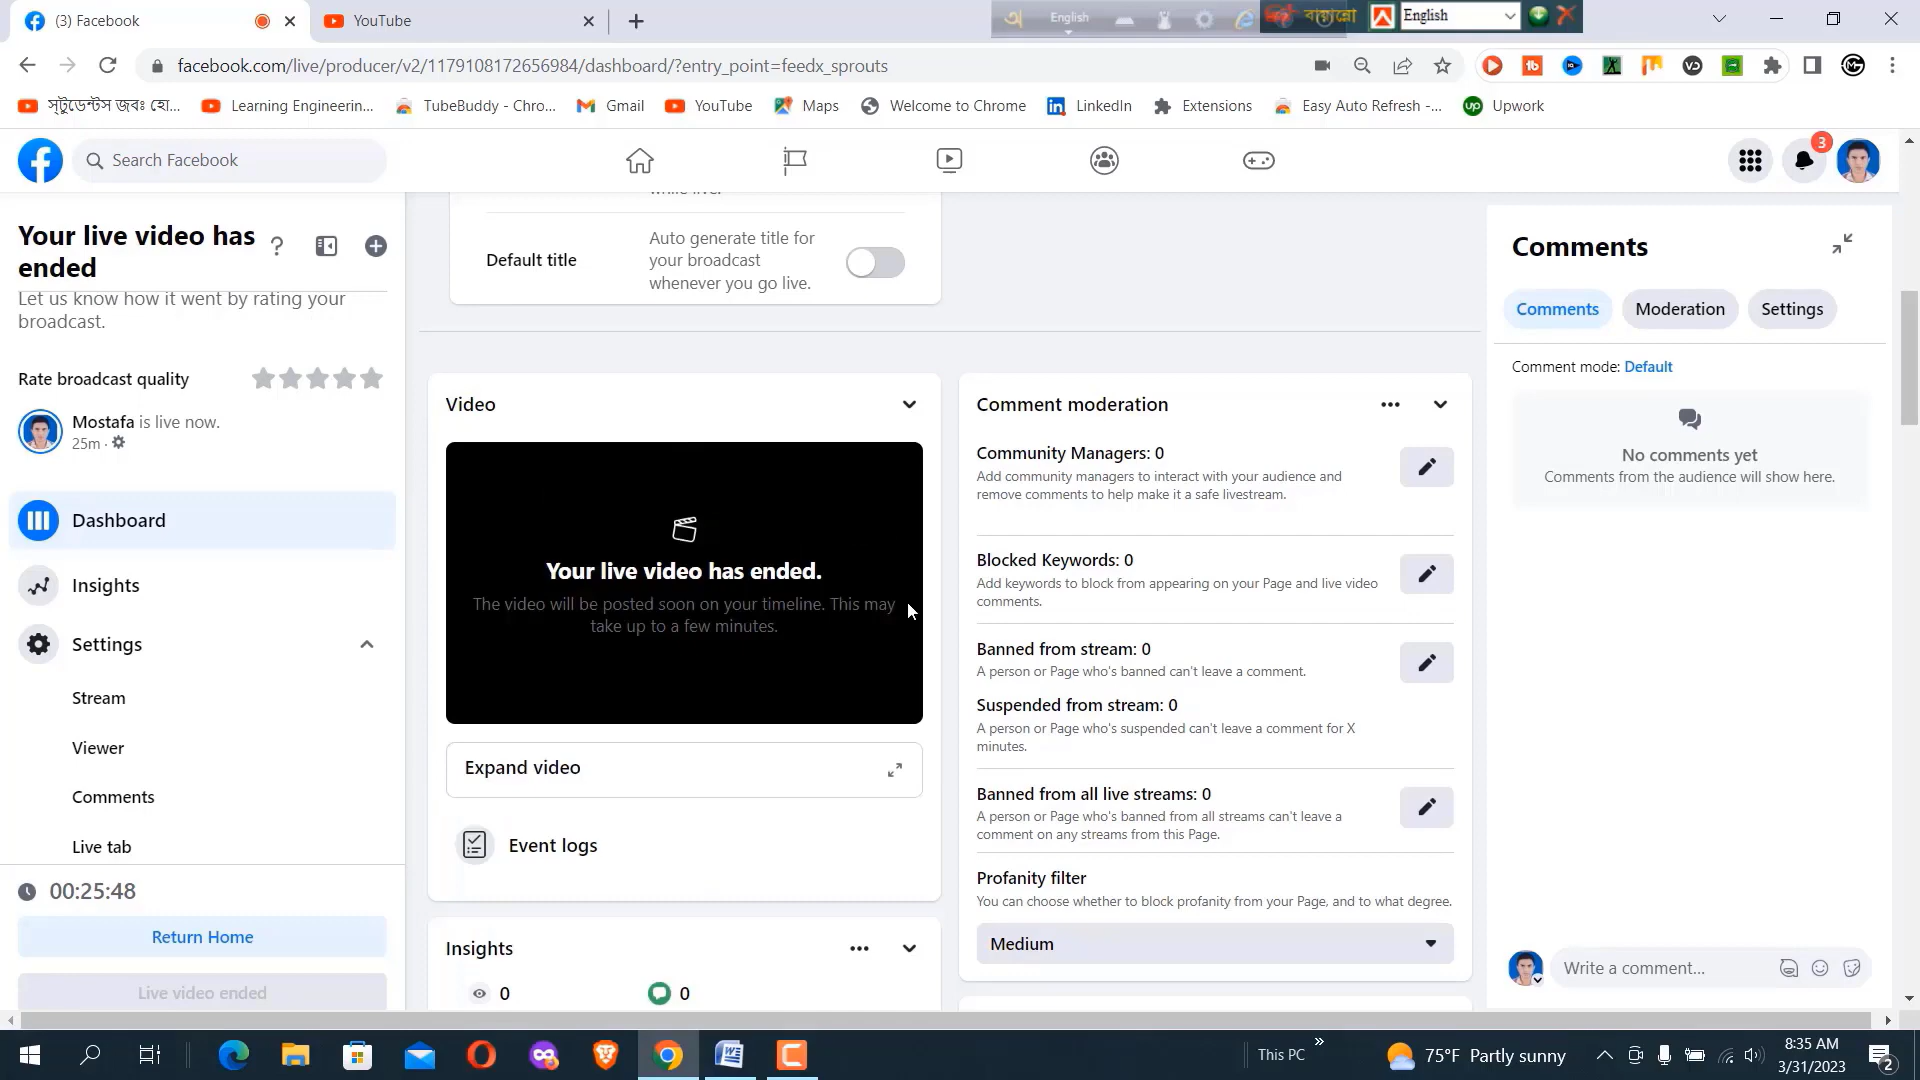 (3) Facebook
YouTube
English
English
facebook.com/live/producer/v2/1179108172656984/dashboard/?entry_point=feedx_sprouts
স্টুডেন্টস জবঃ হো...
Learning Engineerin...
TubeBuddy - Chro...
Gmail
YouTube
Maps
Welcome to Chrome
LinkedIn
Extensions
Easy Auto Refresh -...
Upwork
Search Facebook
3
Your live video has
ended
Let us know how it went by rating your
broadcast.
Rate broadcast quality
Mostafa is live now.
25m
Dashboard
Insights
Settings
Stream
Viewer
Comments
Live tab
00:25:48
Return Home
Live video ended
while live.
Default title
Auto generate title for
your broadcast
whenever you go live.
Video
Your live video has ended.
The video will be posted soon on your timeline. This may
take up to a few minutes.
Expand video
Event logs
Insights
0
0
Comment moderation
Community Managers: 0
Add community managers to interact with your audience and
remove comments to help make it a safe livestream.
Blocked Keywords: 0
Add keywords to block from appearing on your Page and live video
comments.
Banned from stream: 0
A person or Page who's banned can't leave a comment.
Suspended from stream: 0
A person or Page who's suspended can't leave a comment for X
minutes.
Banned from all live streams: 0
A person or Page who's banned from all streams can't leave a
comment on any streams from this Page.
Profanity filter
You can choose whether to block profanity from your Page, and to what degree.
Medium
Comments
Comments
Moderation
Settings
Comment mode: Default
No comments yet
Comments from the audience will show here.
Write a comment...
This PC
75°F Partly sunny
8:35 AM
3/31/2023
2